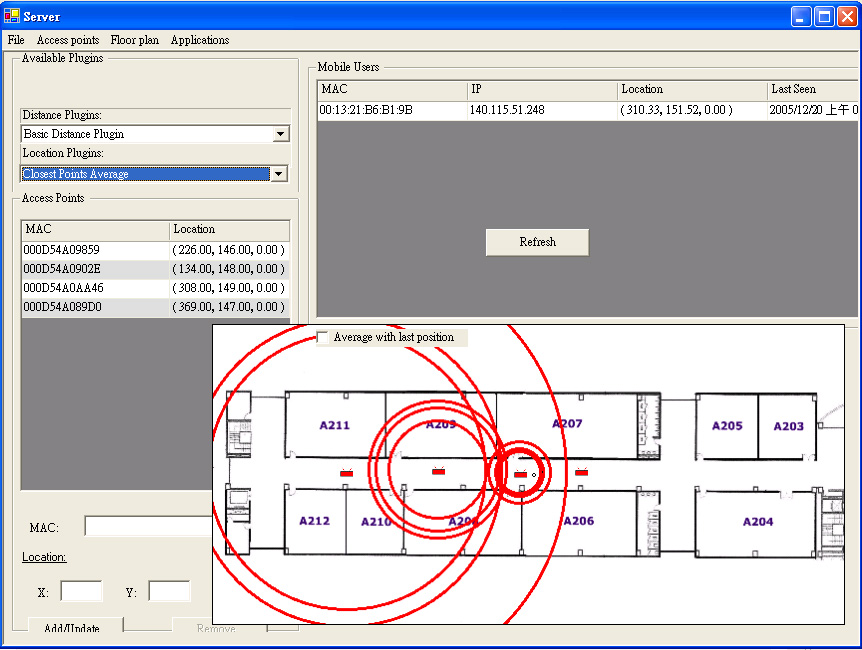 Server
File Access points Floor plan Applications
Available Plugins
Distance Plugins:
Basic Distance Plugin
Location Plugins:
Closest Points Average
Access Points
MAC Location
000D54A09859 ( 226.00, 146.00, 0.00 )
000D54A0902E ( 134.00, 148.00, 0.00 )
000D54A0AA46 ( 308.00, 149.00, 0.00 )
000D54A089D0 ( 369.00, 147.00, 0.00 )
MAC:
Location:
X: Y:
Add/Update Remove
Mobile Users
MAC IP Location Last Seen
00:13:21:B6:B1:9B 140.115.51.248 ( 310.33, 151.52, 0.00 ) 2005/12/20 上午 0
Refresh
Average with last position
A211 A209 A207 A205 A203
A212 A210 A206 A204